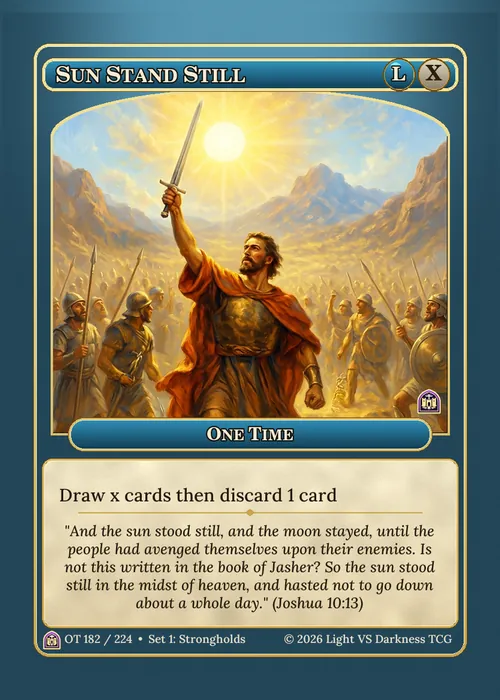 Sun Stand Still
L X
One Time
Draw x cards then discard 1 card
"And the sun stood still, and the moon stayed, until the
people had avenged themselves upon their enemies. Is
not this written in the book of Jasher? So the sun stood
still in the midst of heaven, and hasted not to go down
about a whole day." (Joshua 10:13)
OT 182 / 224 • Set 1: Strongholds © 2026 Light VS Darkness TCG